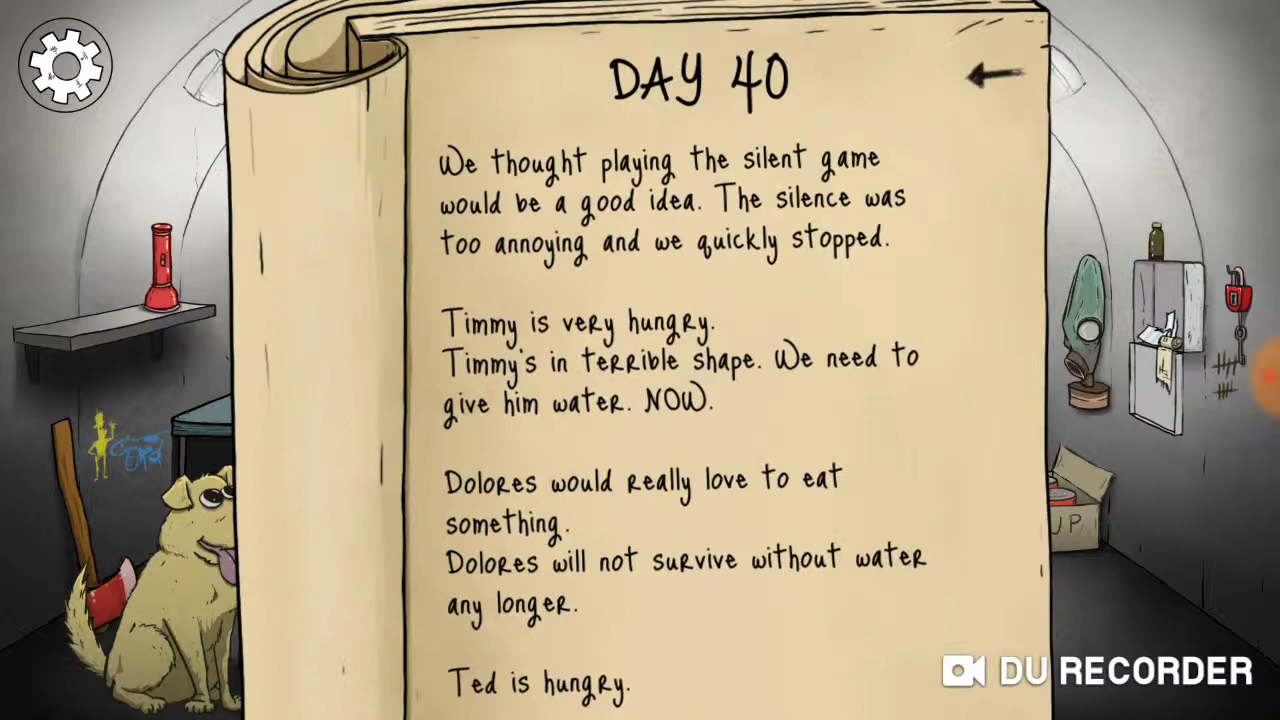 DAY 40
We thought playing the silent game
would be a good idea. The silence was
too annoying and we quickly stopped.
Timmy is very hungry.
Timmy's in terrible shape. We need to
give him water. NOW.
Dolores would really love to eat
something.
Dolores will not survive without water
any longer.
UP
Ted is hungry.
DU RECORDER